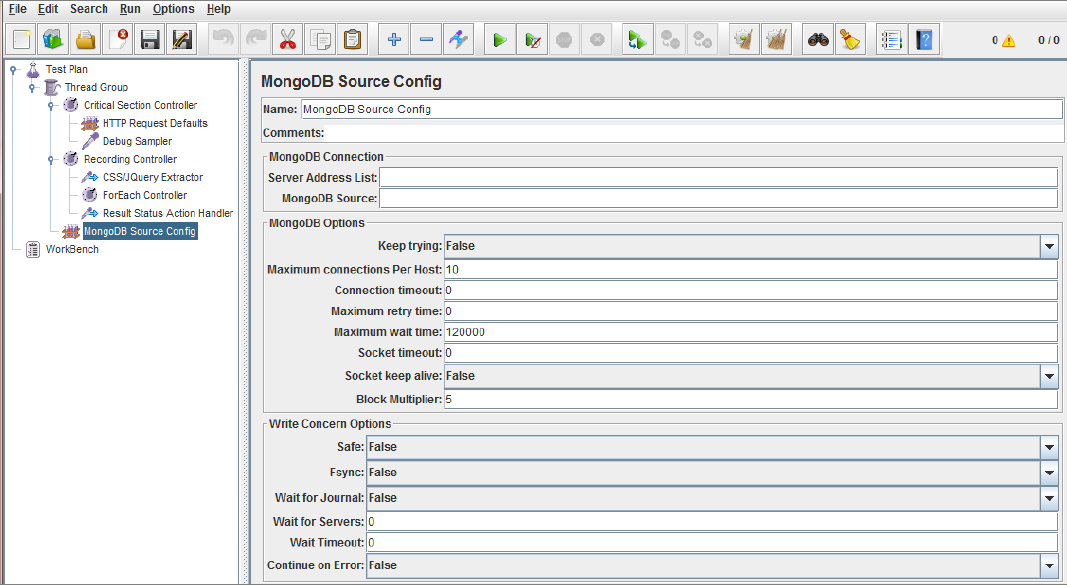 File Edit Search Run Options Help
0 0 / 0
Test Plan
Thread Group
Critical Section Controller
HTTP Request Defaults
Debug Sampler
Recording Controller
CSS/JQuery Extractor
ForEach Controller
Result Status Action Handler
MongoDB Source Config
WorkBench
MongoDB Source Config
Name: MongoDB Source Config
Comments:
MongoDB Connection
Server Address List:
MongoDB Source:
MongoDB Options
Keep trying: False
Maximum connections Per Host: 10
Connection timeout: 0
Maximum retry time: 0
Maximum wait time: 120000
Socket timeout: 0
Socket keep alive: False
Block Multiplier: 5
Write Concern Options
Safe: False
Fsync: False
Wait for Journal: False
Wait for Servers: 0
Wait Timeout: 0
Continue on Error: False